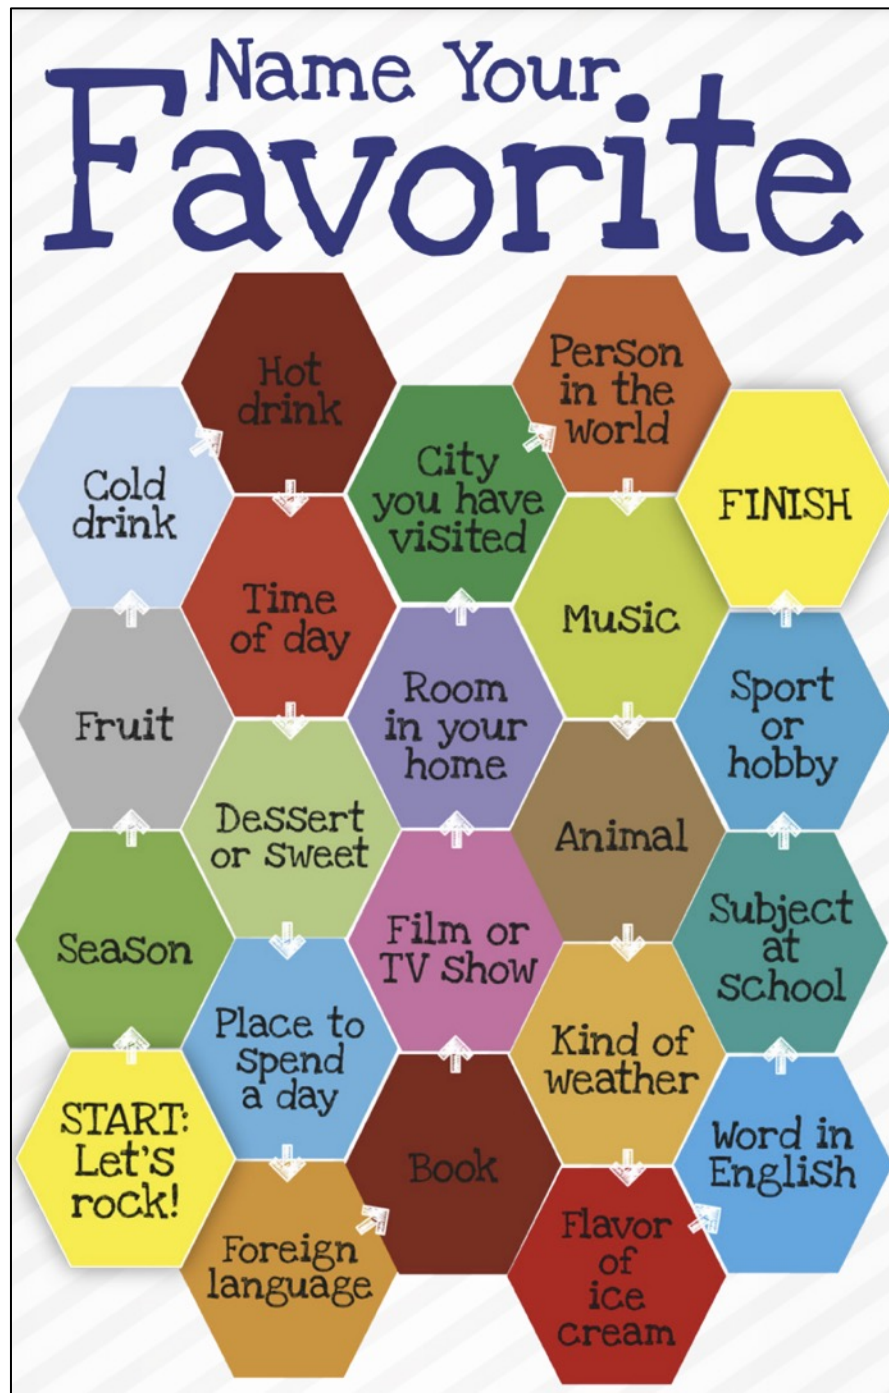 Name Your
Favorite
START:
Let's
rock!
Season
Fruit
Cold
drink
Hot
drink
Time
of day
Dessert
or sweet
Place to
spend
a day
Foreign
language
Book
Film or
TV show
Room
in your
home
City
you have
visited
Person
in the
world
Music
Animal
Kind of
weather
Flavor
of
ice
cream
Word in
English
Subject
at
school
Sport
or
hobby
FINISH